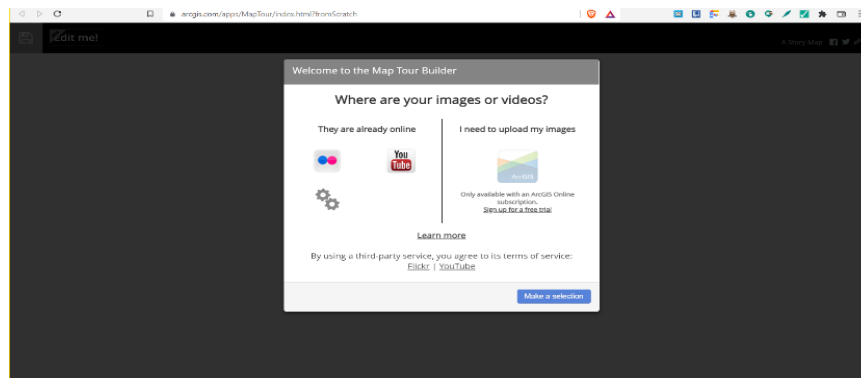 arcgis.com/apps/MapTour/index.html?fromScratch
Edit me!
A Story Map
Welcome to the Map Tour Builder
Where are your images or videos?
They are already online
I need to upload my images
You
Tube
ArcGIS
Only available with an ArcGIS Online
subscription.
Sign up for a free trial
Learn more
By using a third-party service, you agree to its terms of service:
Flickr | YouTube
Make a selection